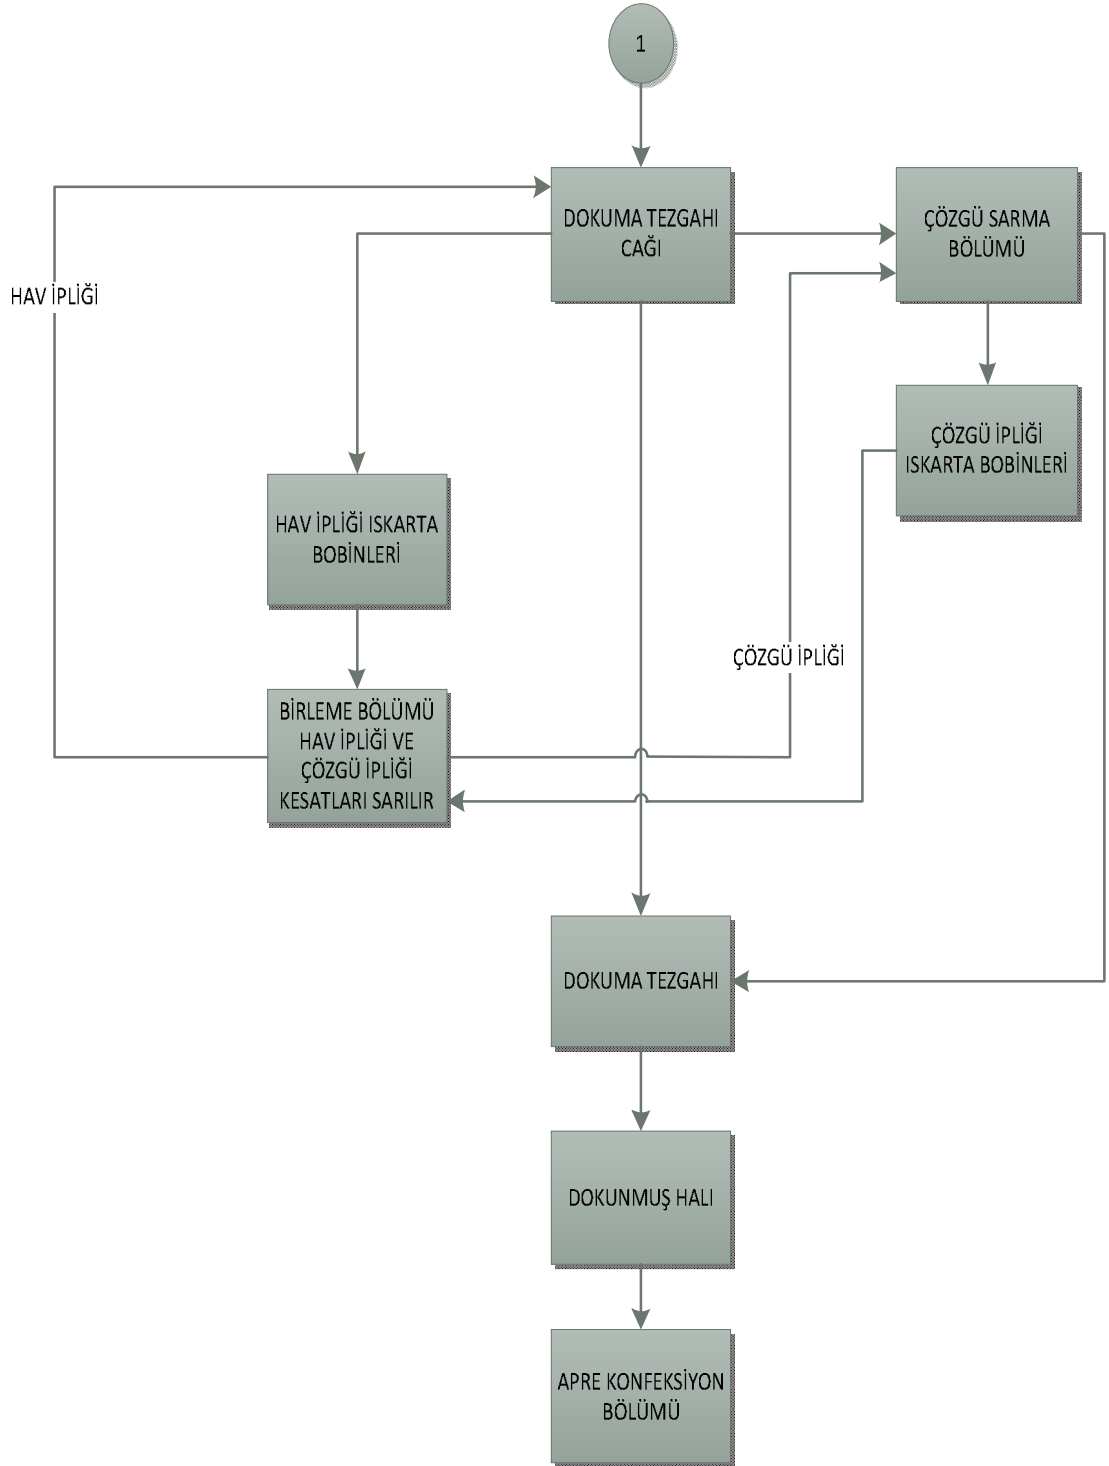 1
DOKUMA TEZGAHI
CAĞI
ÇÖZGÜ SARMA
BÖLÜMÜ
HAV İPLİĞİ
ÇÖZGÜ İPLİĞİ
ISKARTA BOBİNLERİ
HAV İPLİĞİ ISKARTA
BOBİNLERİ
ÇÖZGÜ İPLİĞİ
BİRLEME BÖLÜMÜ
HAV İPLİĞİ VE
ÇÖZGÜ İPLİĞİ
KESATLARI SARILIR
DOKUMA TEZGAHI
DOKUNMUŞ HALI
APRE KONFEKSİYON
BÖLÜMÜ